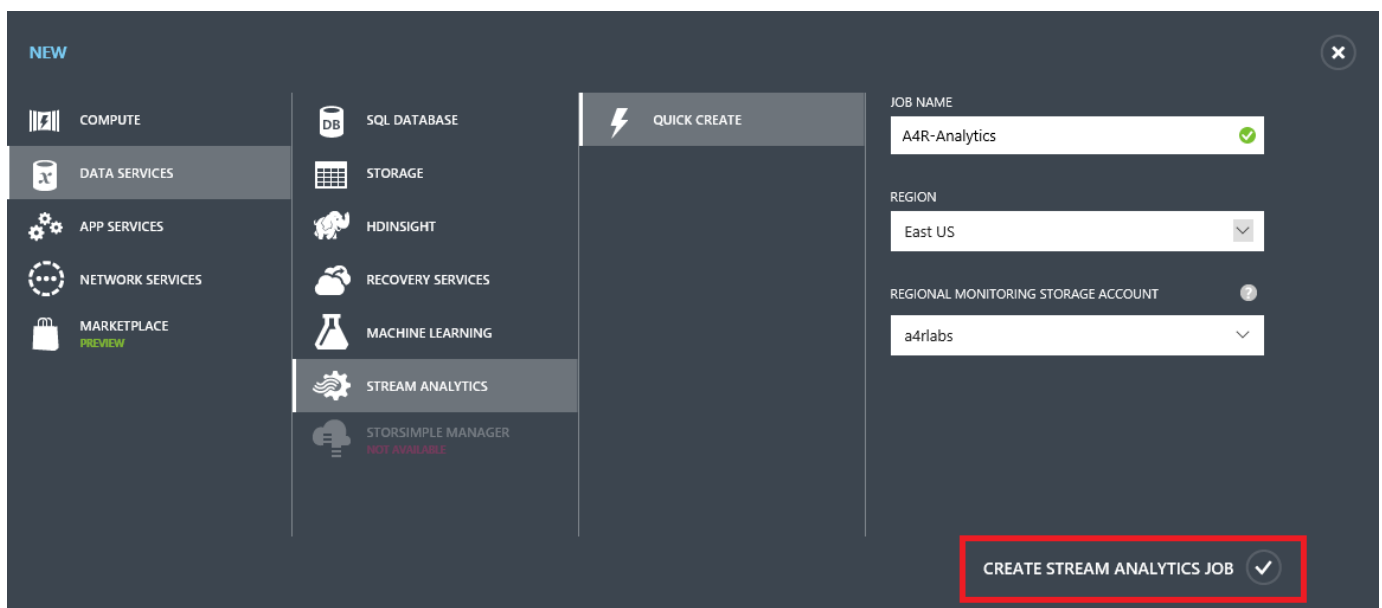 NEW
COMPUTE
DATA SERVICES
APP SERVICES
NETWORK SERVICES
MARKETPLACE
PREVIEW
DB
SQL DATABASE
STORAGE
HDINSIGHT
RECOVERY SERVICES
MACHINE LEARNING
STREAM ANALYTICS
STORSIMPLE MANAGER
NOT AVAILABLE
QUICK CREATE
JOB NAME
A4R-Analytics
REGION
East US
REGIONAL MONITORING STORAGE ACCOUNT
?
a4rlabs
CREATE STREAM ANALYTICS JOB